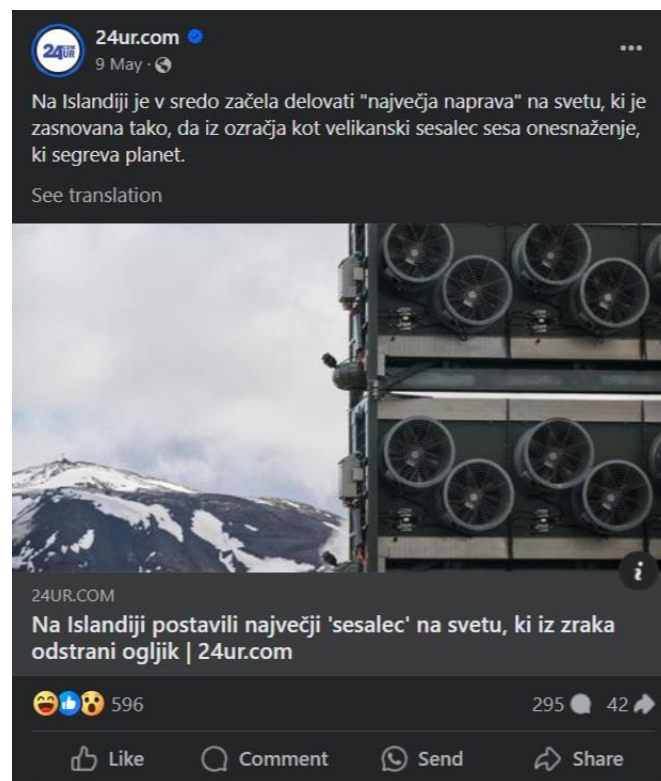 24ur.com
9 May
Na Islandiji je v sredo začela delovati "največja naprava" na svetu, ki je
zasnovana tako, da iz ozračja kot velikanski sesalec sesa onesnaženje,
ki segreva planet.
See translation
24UR.COM
Na Islandiji postavili največji 'sesalec' na svetu, ki iz zraka
odstrani ogljik | 24ur.com
596 295 42
Like Comment Send Share